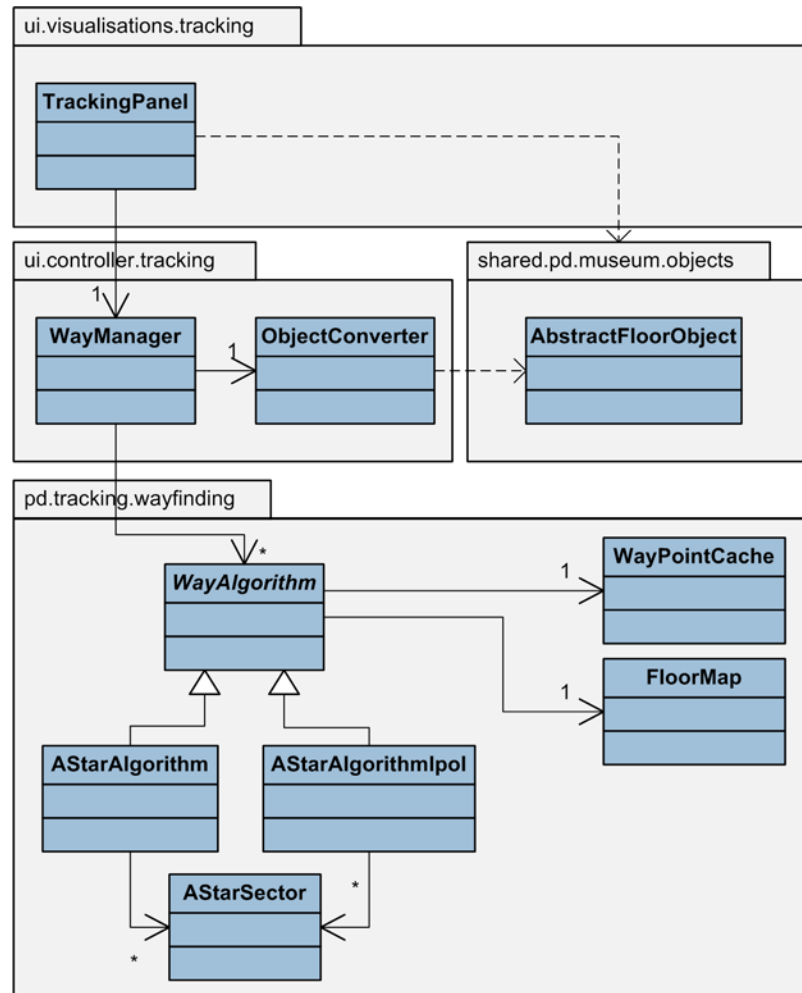 ui.visualisations.tracking
TrackingPanel
ui.controller.tracking
shared.pd.museum.objects
1
WayManager
1
ObjectConverter
AbstractFloorObject
pd.tracking.wayfinding
*
WayAlgorithm
1
WayPointCache
1
FloorMap
AStarAlgorithm
AStarAlgorithmIpol
*
AStarSector
*